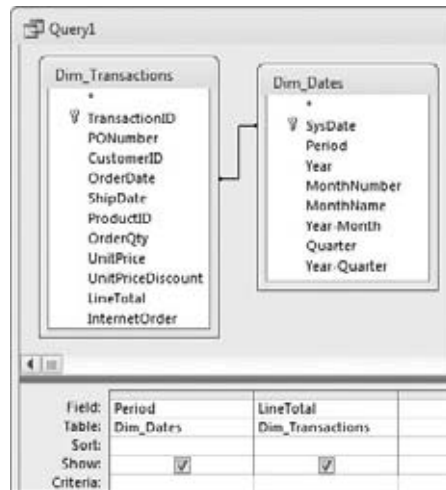 Query1
Dim_Transactions
*
TransactionID
PONumber
CustomerID
OrderDate
ShipDate
ProductID
OrderQty
UnitPrice
UnitPriceDiscount
LineTotal
InternetOrder
Dim_Dates
*
SysDate
Period
Year
MonthNumber
MonthName
Year-Month
Quarter
Year-Quarter
Field: Period LineTotal
Table: Dim_Dates Dim_Transactions
Sort:
Show:
Criteria: